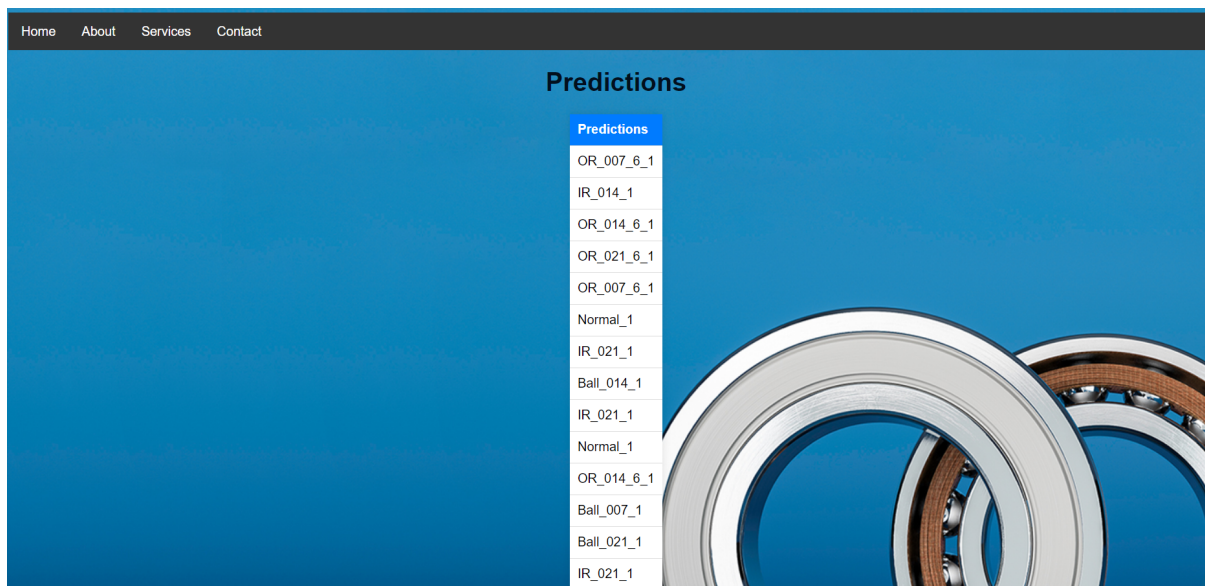 Home About Services Contact
Predictions
Predictions
OR_007_6_1
IR_014_1
OR_014_6_1
OR_021_6_1
OR_007_6_1
Normal_1
IR_021_1
Ball_014_1
IR_021_1
Normal_1
OR_014_6_1
Ball_007_1
Ball_021_1
IR_021_1